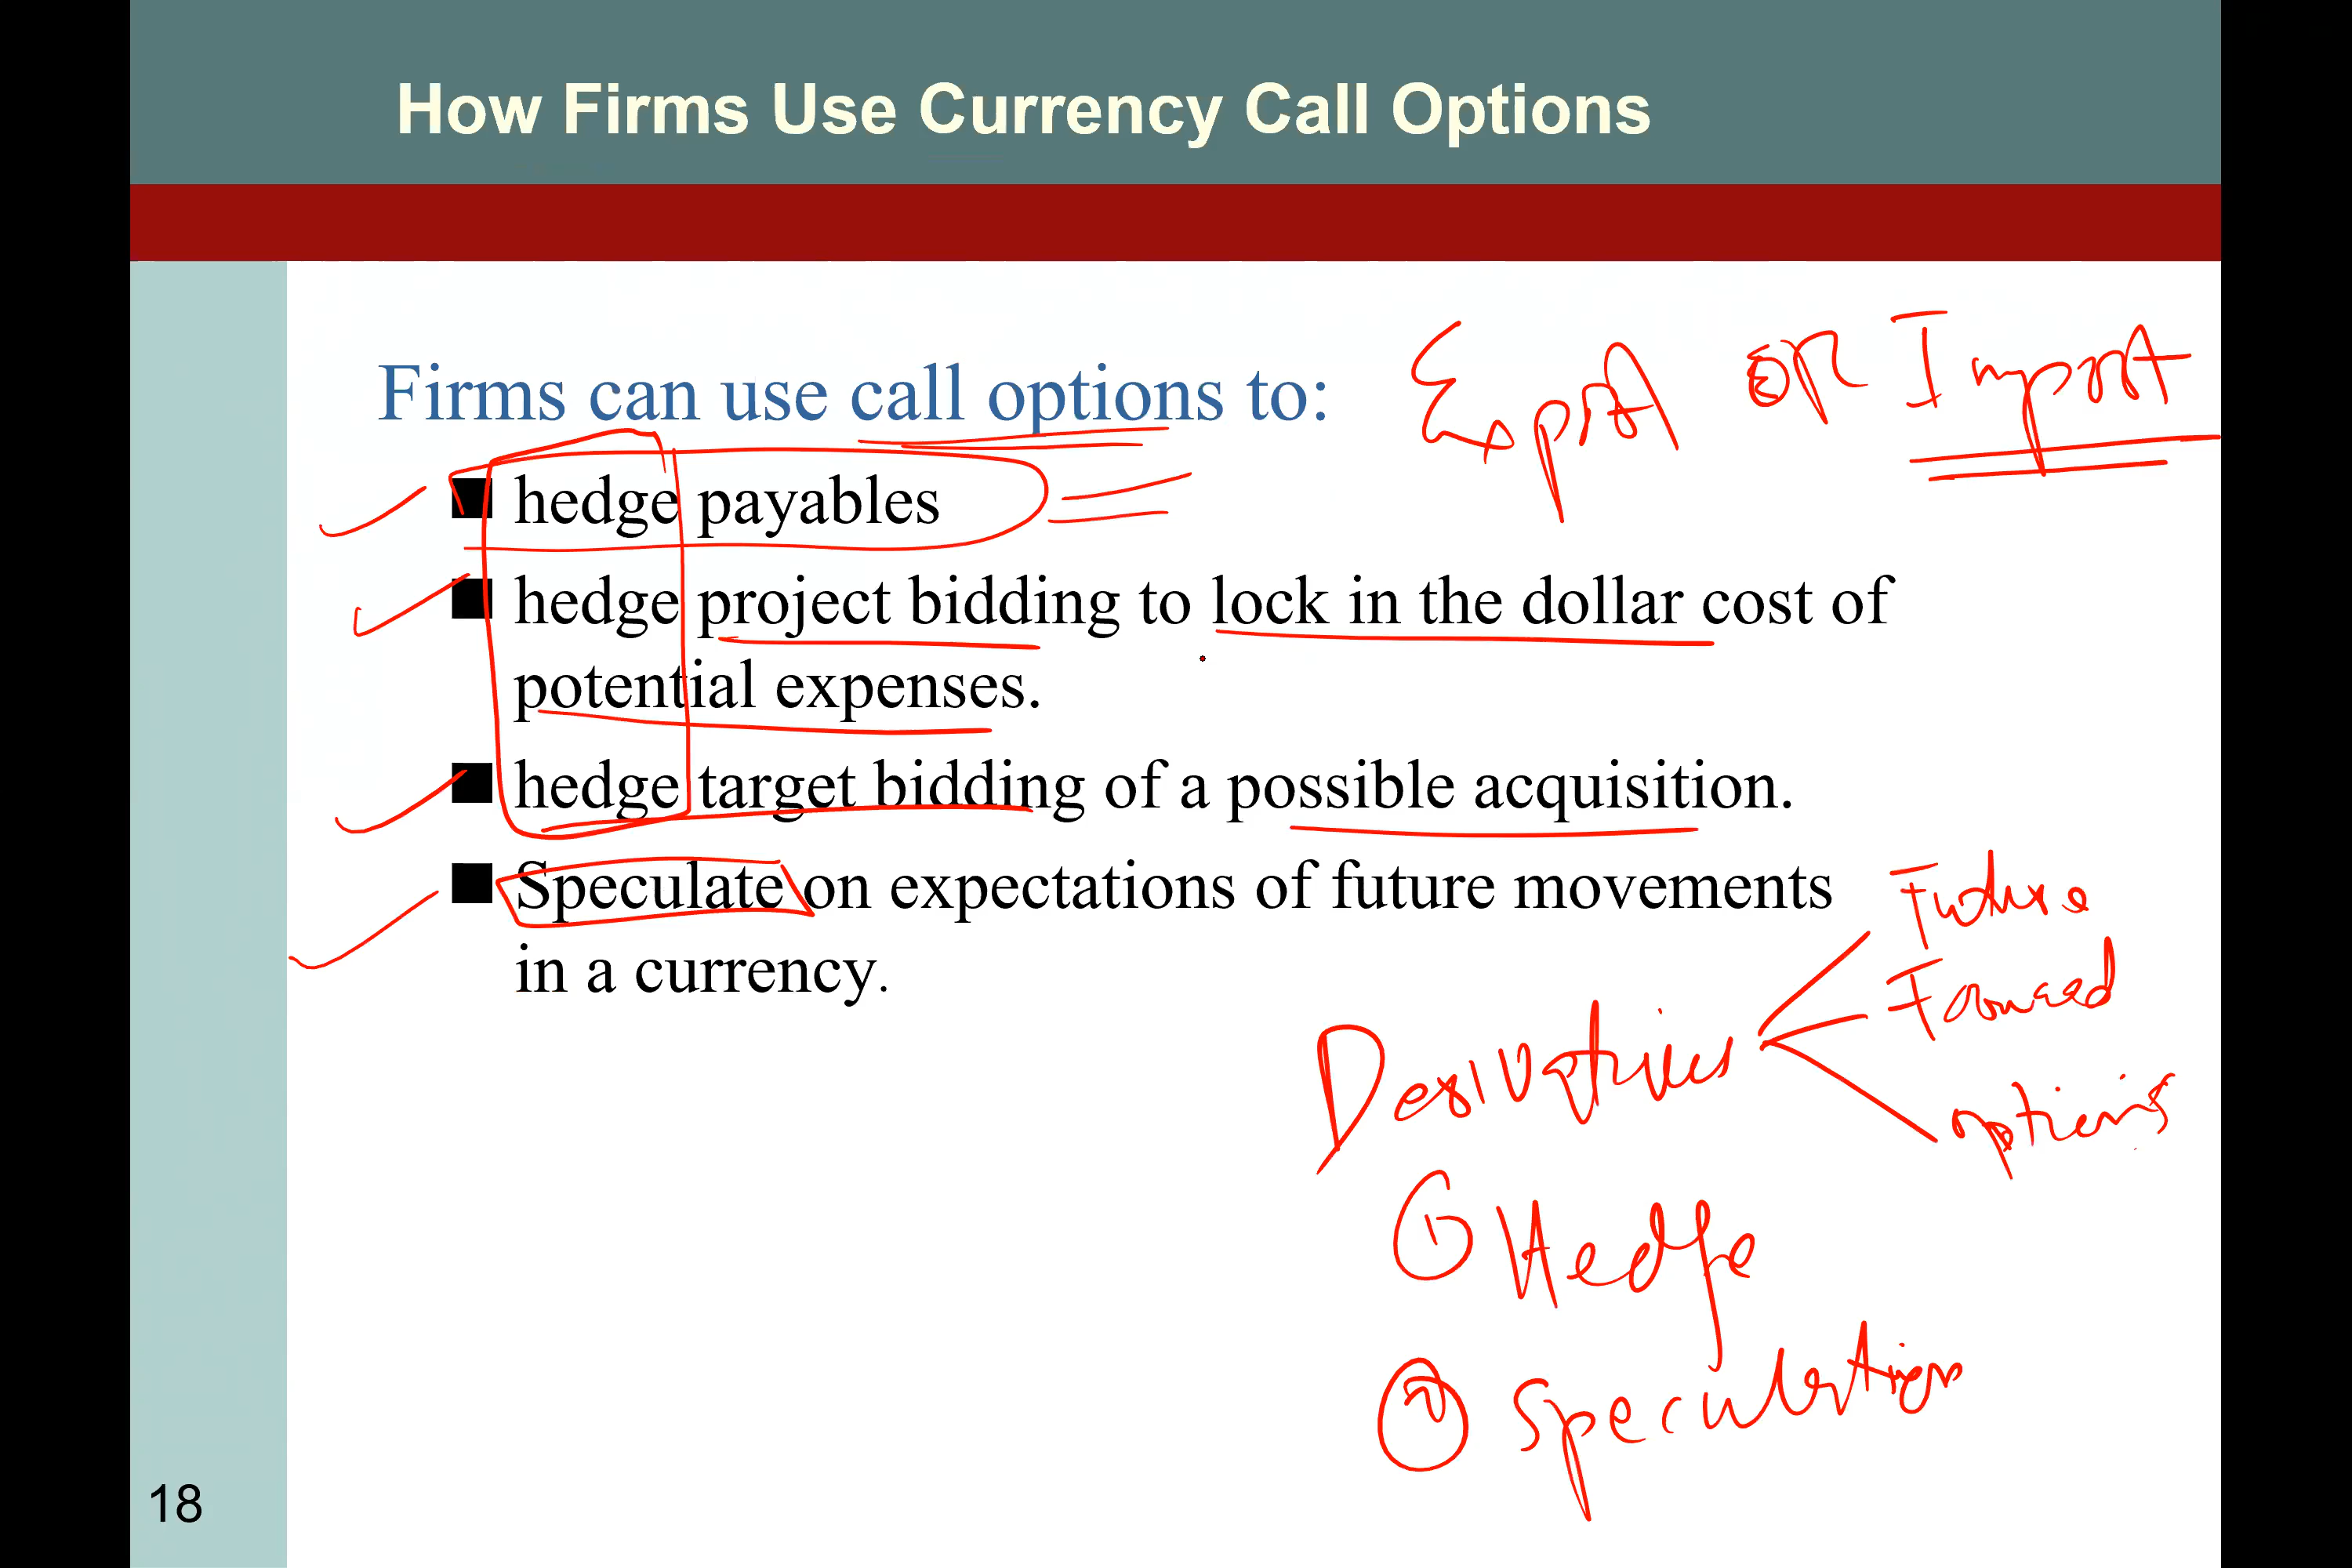 How Firms Use Currency Call Options
Firms can use call options to:
Export OR Import
■ hedge payables
■ hedge project bidding to lock in the dollar cost of
potential expenses.
■ hedge target bidding of a possible acquisition.
■ Speculate on expectations of future movements
in a currency.
Future
Forward
Derivatives
options
1 Hedge
2 Speculation
18